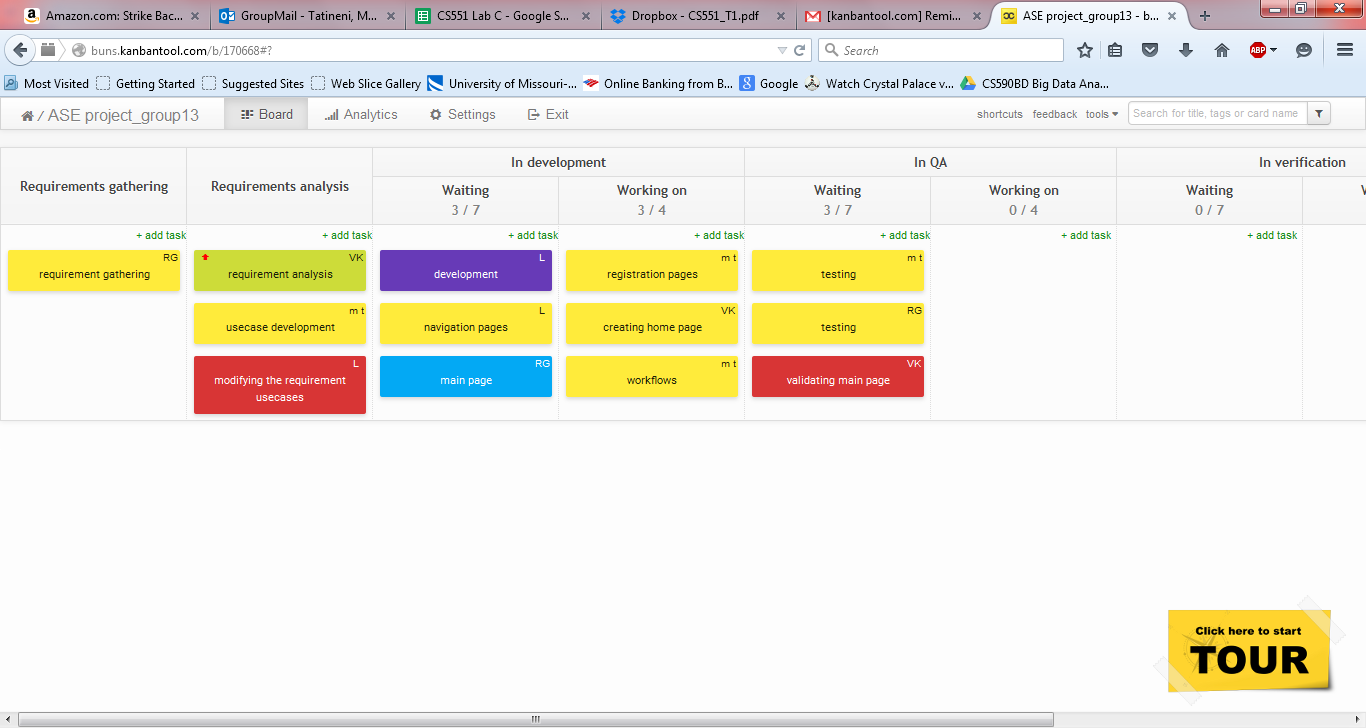 Amazon.com: Strike Bac...
GroupMail - Tatineni, M...
CS551 Lab C - Google S...
Dropbox - CS551_T1.pdf
[kanbantool.com] Remi...
ASE project_group13 - b...
buns.kanbantool.com/b/170668#?
Search
ABP
Most Visited
Getting Started
Suggested Sites
Web Slice Gallery
University of Missouri-...
Online Banking from B...
Google
Watch Crystal Palace v...
CS590BD Big Data Ana...
/ ASE project_group13
Board
Analytics
Settings
Exit
shortcuts
feedback
tools
Search for title, tags or card name
Requirements gathering
Requirements analysis
In development
In QA
In verification
Waiting
3 / 7
Working on
3 / 4
Waiting
3 / 7
Working on
0 / 4
Waiting
0 / 7
+ add task
+ add task
+ add task
+ add task
+ add task
+ add task
+ add task
RG
requirement gathering
VK
requirement analysis
m t
usecase development
L
modifying the requirement
usecases
L
development
L
navigation pages
RG
main page
m t
registration pages
VK
creating home page
m t
workflows
m t
testing
RG
testing
VK
validating main page
Click here to start
TOUR